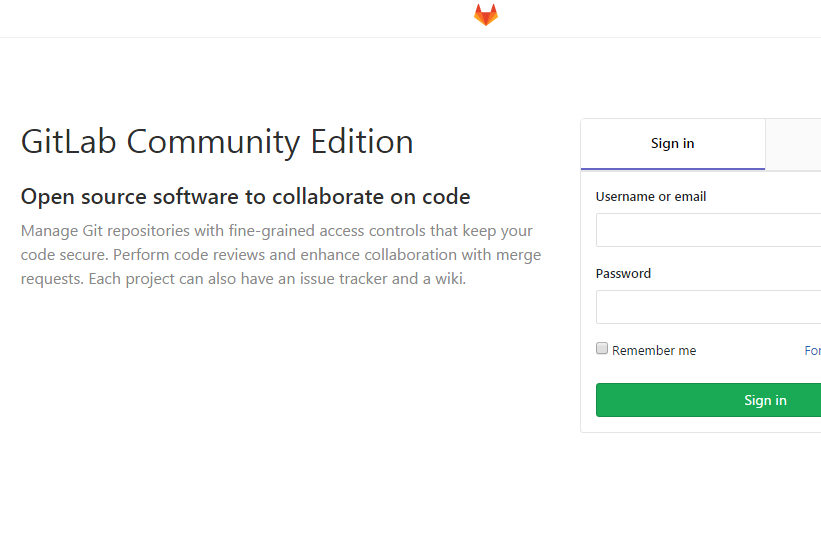 GitLab Community Edition
Open source software to collaborate on code
Manage Git repositories with fine-grained access controls that keep your
code secure. Perform code reviews and enhance collaboration with merge
requests. Each project can also have an issue tracker and a wiki.
Sign in
Username or email
Password
Remember me
Sign in